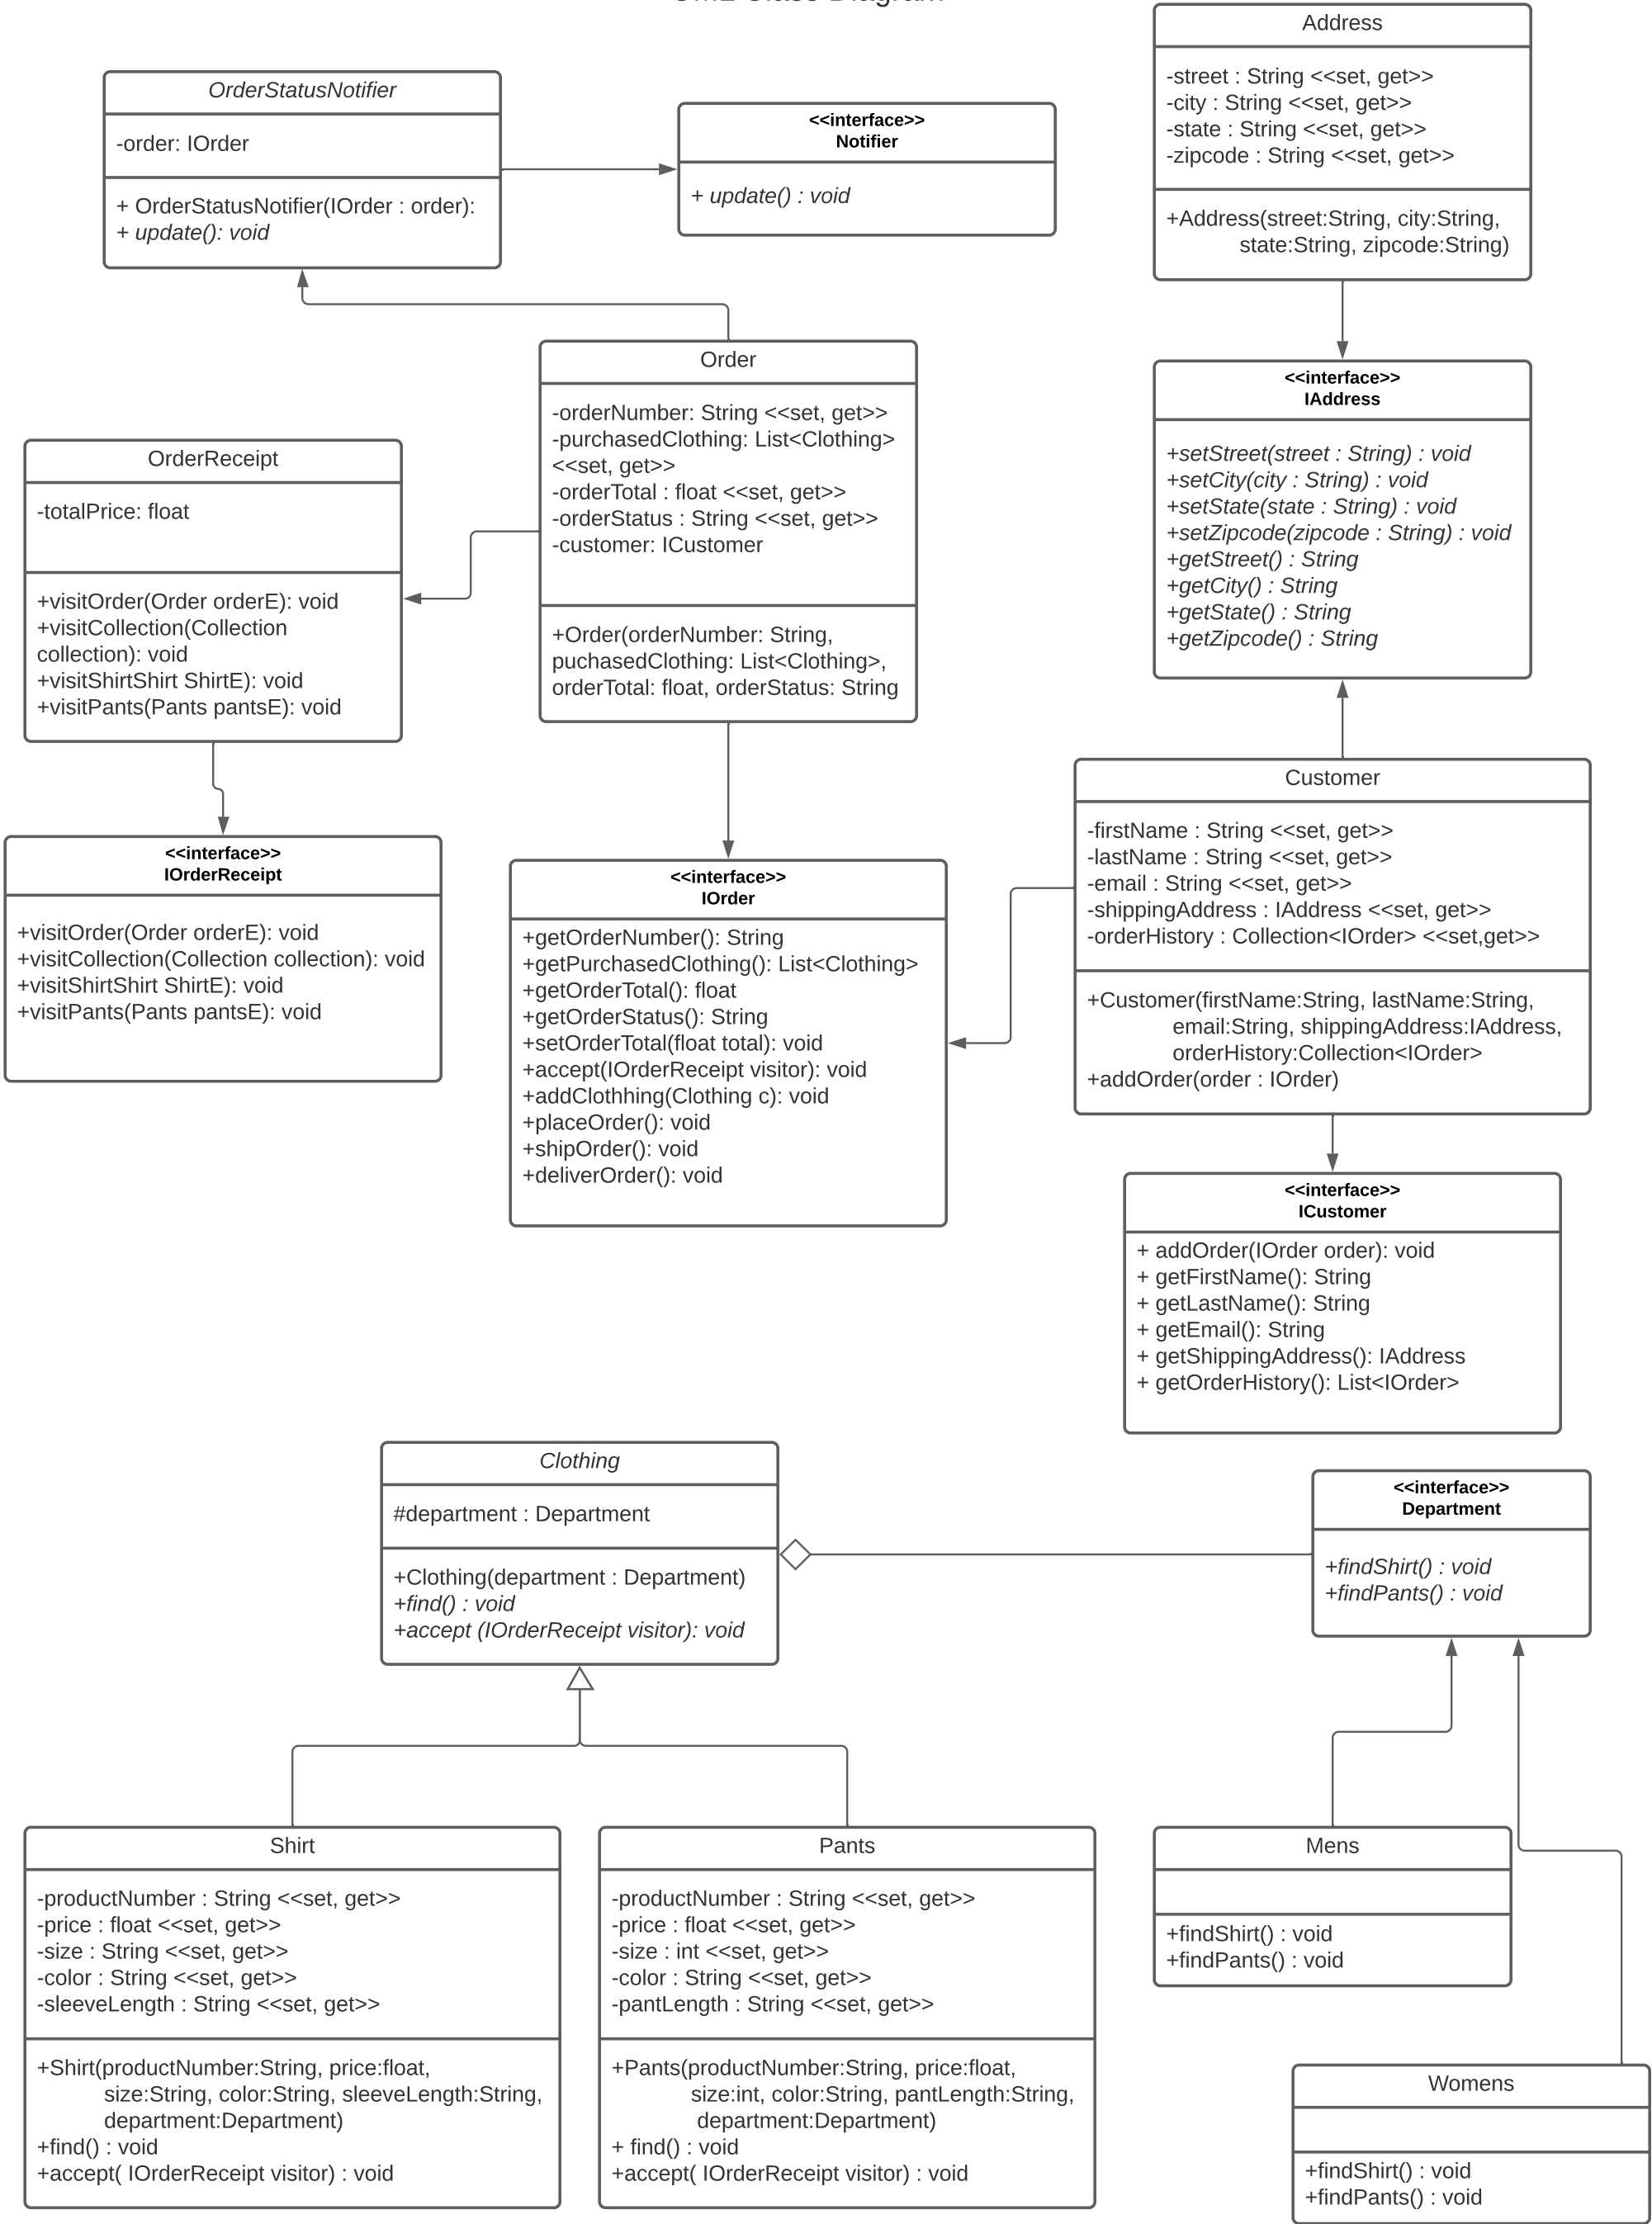 UML Class Diagram
Address
-street : String <<set, get>>
-city : String <<set, get>>
-state : String <<set, get>>
-zipcode : String <<set, get>>
+Address(street:String, city:String,
state:String, zipcode:String)
OrderStatusNotifier
-order: IOrder
+ OrderStatusNotifier(IOrder : order):
+ update(): void
<<interface>>
Notifier
+ update() : void
Order
-orderNumber: String <<set, get>>
-purchasedClothing: List<Clothing>
<<set, get>>
-orderTotal : float <<set, get>>
-orderStatus : String <<set, get>>
-customer: ICustomer
+Order(orderNumber: String,
puchasedClothing: List<Clothing>,
orderTotal: float, orderStatus: String
<<interface>>
IAddress
+setStreet(street : String) : void
+setCity(city : String) : void
+setState(state : String) : void
+setZipcode(zipcode : String) : void
+getStreet() : String
+getCity() : String
+getState() : String
+getZipcode() : String
OrderReceipt
-totalPrice: float
+visitOrder(Order orderE): void
+visitCollection(Collection
collection): void
+visitShirtShirt ShirtE): void
+visitPants(Pants pantsE): void
Customer
-firstName : String <<set, get>>
-lastName : String <<set, get>>
-email : String <<set, get>>
-shippingAddress : IAddress <<set, get>>
-orderHistory : Collection<IOrder> <<set,get>>
+Customer(firstName:String, lastName:String,
email:String, shippingAddress:IAddress,
orderHistory:Collection<IOrder>
+addOrder(order : IOrder)
<<interface>>
IOrderReceipt
+visitOrder(Order orderE): void
+visitCollection(Collection collection): void
+visitShirtShirt ShirtE): void
+visitPants(Pants pantsE): void
<<interface>>
IOrder
+getOrderNumber(): String
+getPurchasedClothing(): List<Clothing>
+getOrderTotal(): float
+getOrderStatus(): String
+setOrderTotal(float total): void
+accept(IOrderReceipt visitor): void
+addClothhing(Clothing c): void
+placeOrder(): void
+shipOrder(): void
+deliverOrder(): void
<<interface>>
ICustomer
+ addOrder(IOrder order): void
+ getFirstName(): String
+ getLastName(): String
+ getEmail(): String
+ getShippingAddress(): IAddress
+ getOrderHistory(): List<IOrder>
Clothing
#department : Department
+Clothing(department : Department)
+find() : void
+accept (IOrderReceipt visitor): void
<<interface>>
Department
+findShirt() : void
+findPants() : void
Shirt
-productNumber : String <<set, get>>
-price : float <<set, get>>
-size : String <<set, get>>
-color : String <<set, get>>
-sleeveLength : String <<set, get>>
+Shirt(productNumber:String, price:float,
size:String, color:String, sleeveLength:String,
department:Department)
+find() : void
+accept( IOrderReceipt visitor) : void
Pants
-productNumber : String <<set, get>>
-price : float <<set, get>>
-size : int <<set, get>>
-color : String <<set, get>>
-pantLength : String <<set, get>>
+Pants(productNumber:String, price:float,
size:int, color:String, pantLength:String,
department:Department)
+ find() : void
+accept( IOrderReceipt visitor) : void
Mens
+findShirt() : void
+findPants() : void
Womens
+findShirt() : void
+findPants() : void